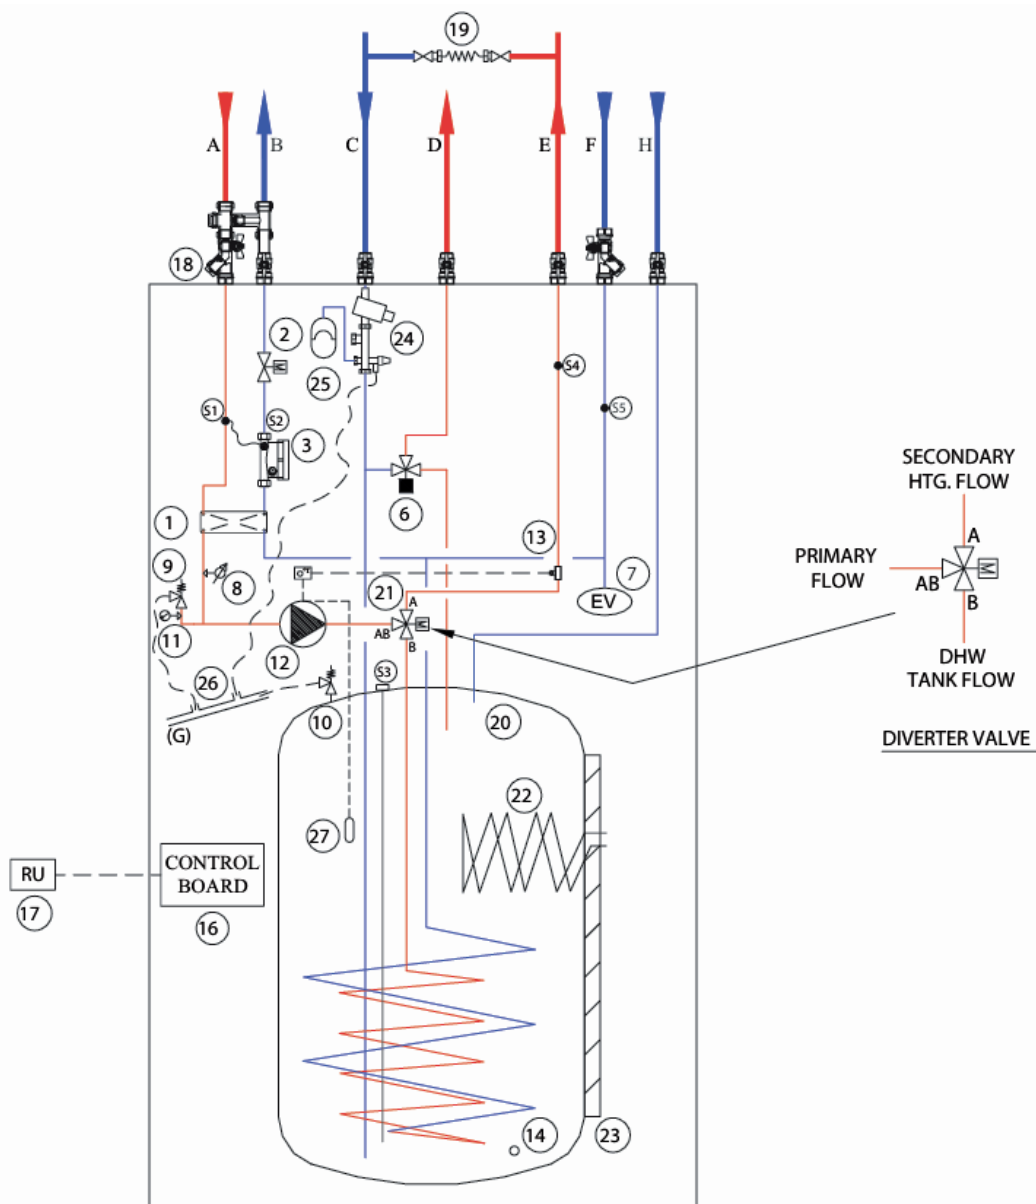 19
A
B
C
D
E
F
H
18
2
24
25
S4
S1
S2
S5
3
6
1
13
9
8
7
EV
21
A
AB
B
M
M
11
12
S3
26
10
(G)
20
22
27
RU
17
CONTROL
BOARD
16
14
23
SECONDARY
HTG. FLOW
A
PRIMARY
FLOW
AB
M
B
DHW
TANK FLOW
DIVERTER VALVE